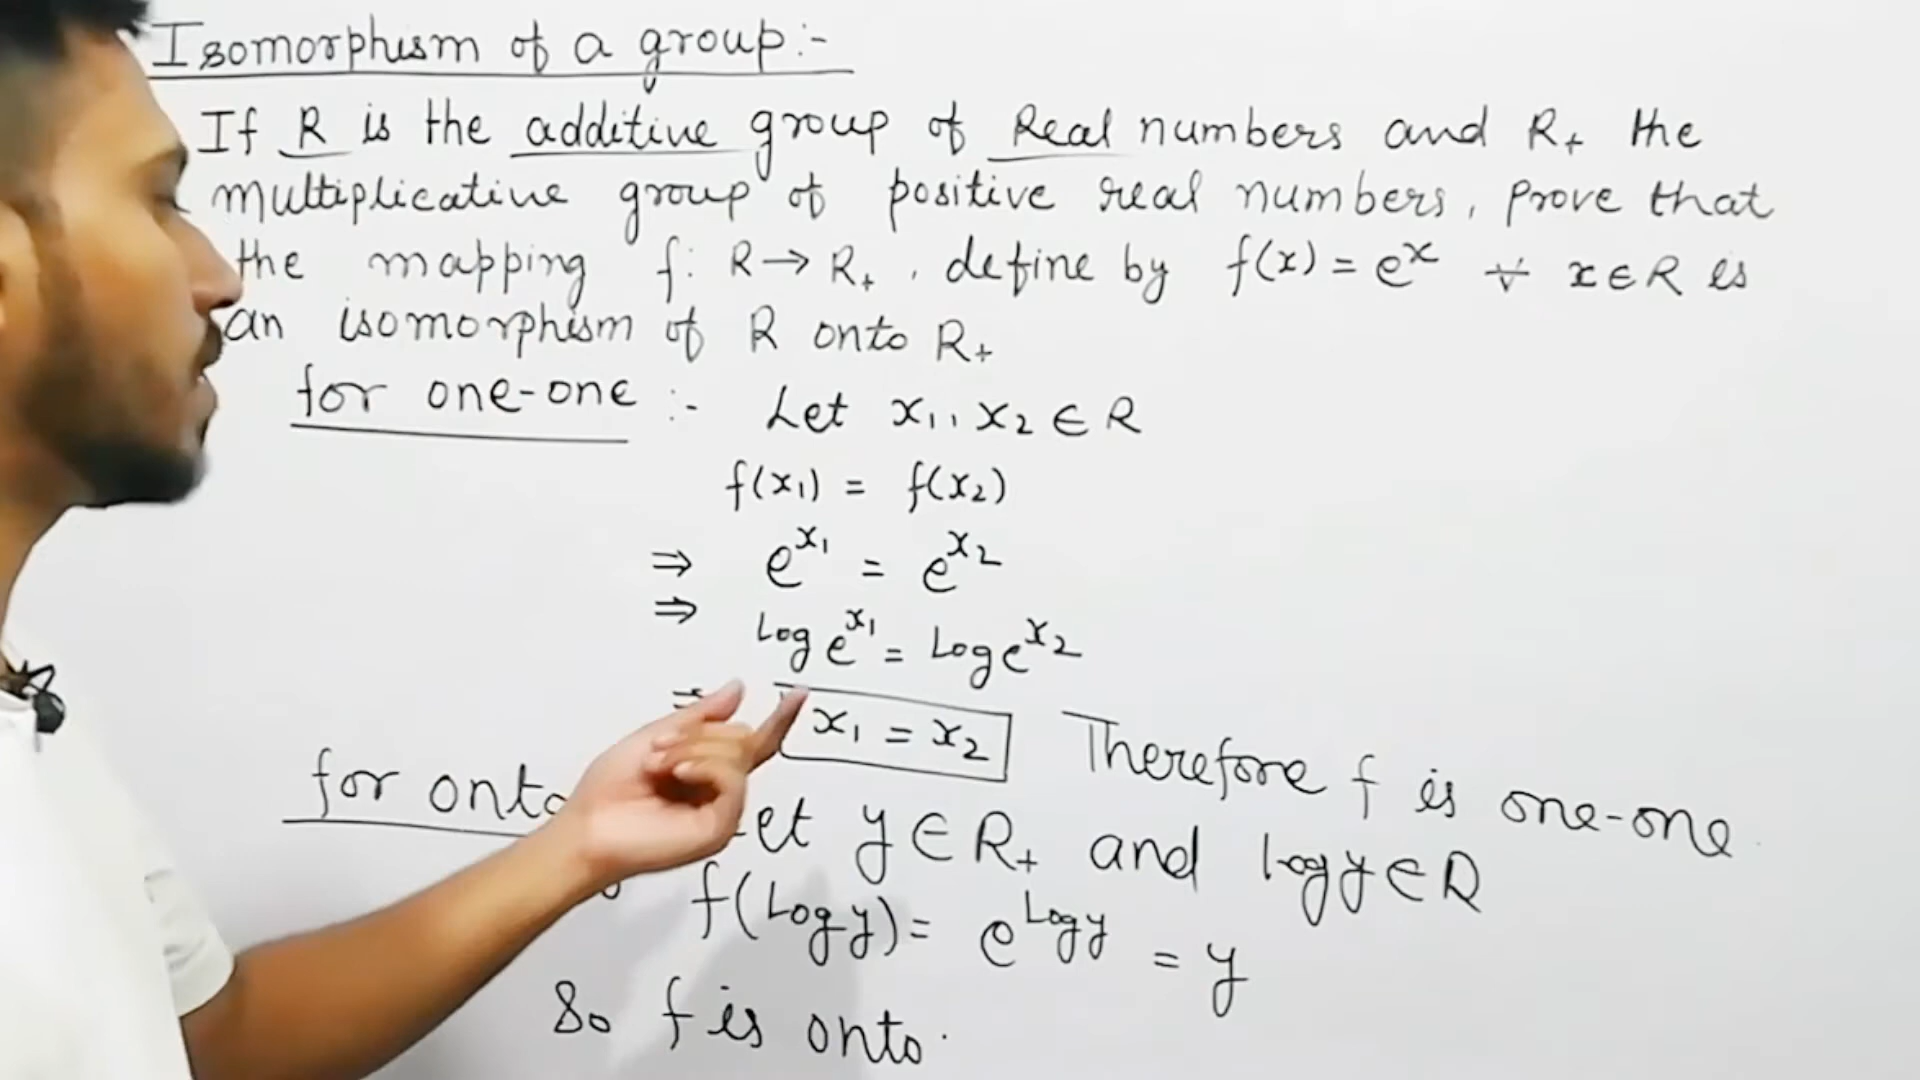 Isomorphism of a group:-
If R is the additive group of Real numbers and R₊ the
multiplicative group of positive real numbers, prove that
the mapping f: R→R₊, define by f(x) = eˣ ∀ x∈R is
an isomorphism of R onto R₊
for one-one :- Let x₁, x₂ ∈ R
f(x₁) = f(x₂)
⇒ e^x₁ = e^x₂
⇒ Log e^x₁ = Log e^x₂
⇒ x₁ = x₂ Therefore f is one-one.
for onto y∈R₊ and log y∈R
f(Log y) = e^Log y = y
So f is onto.